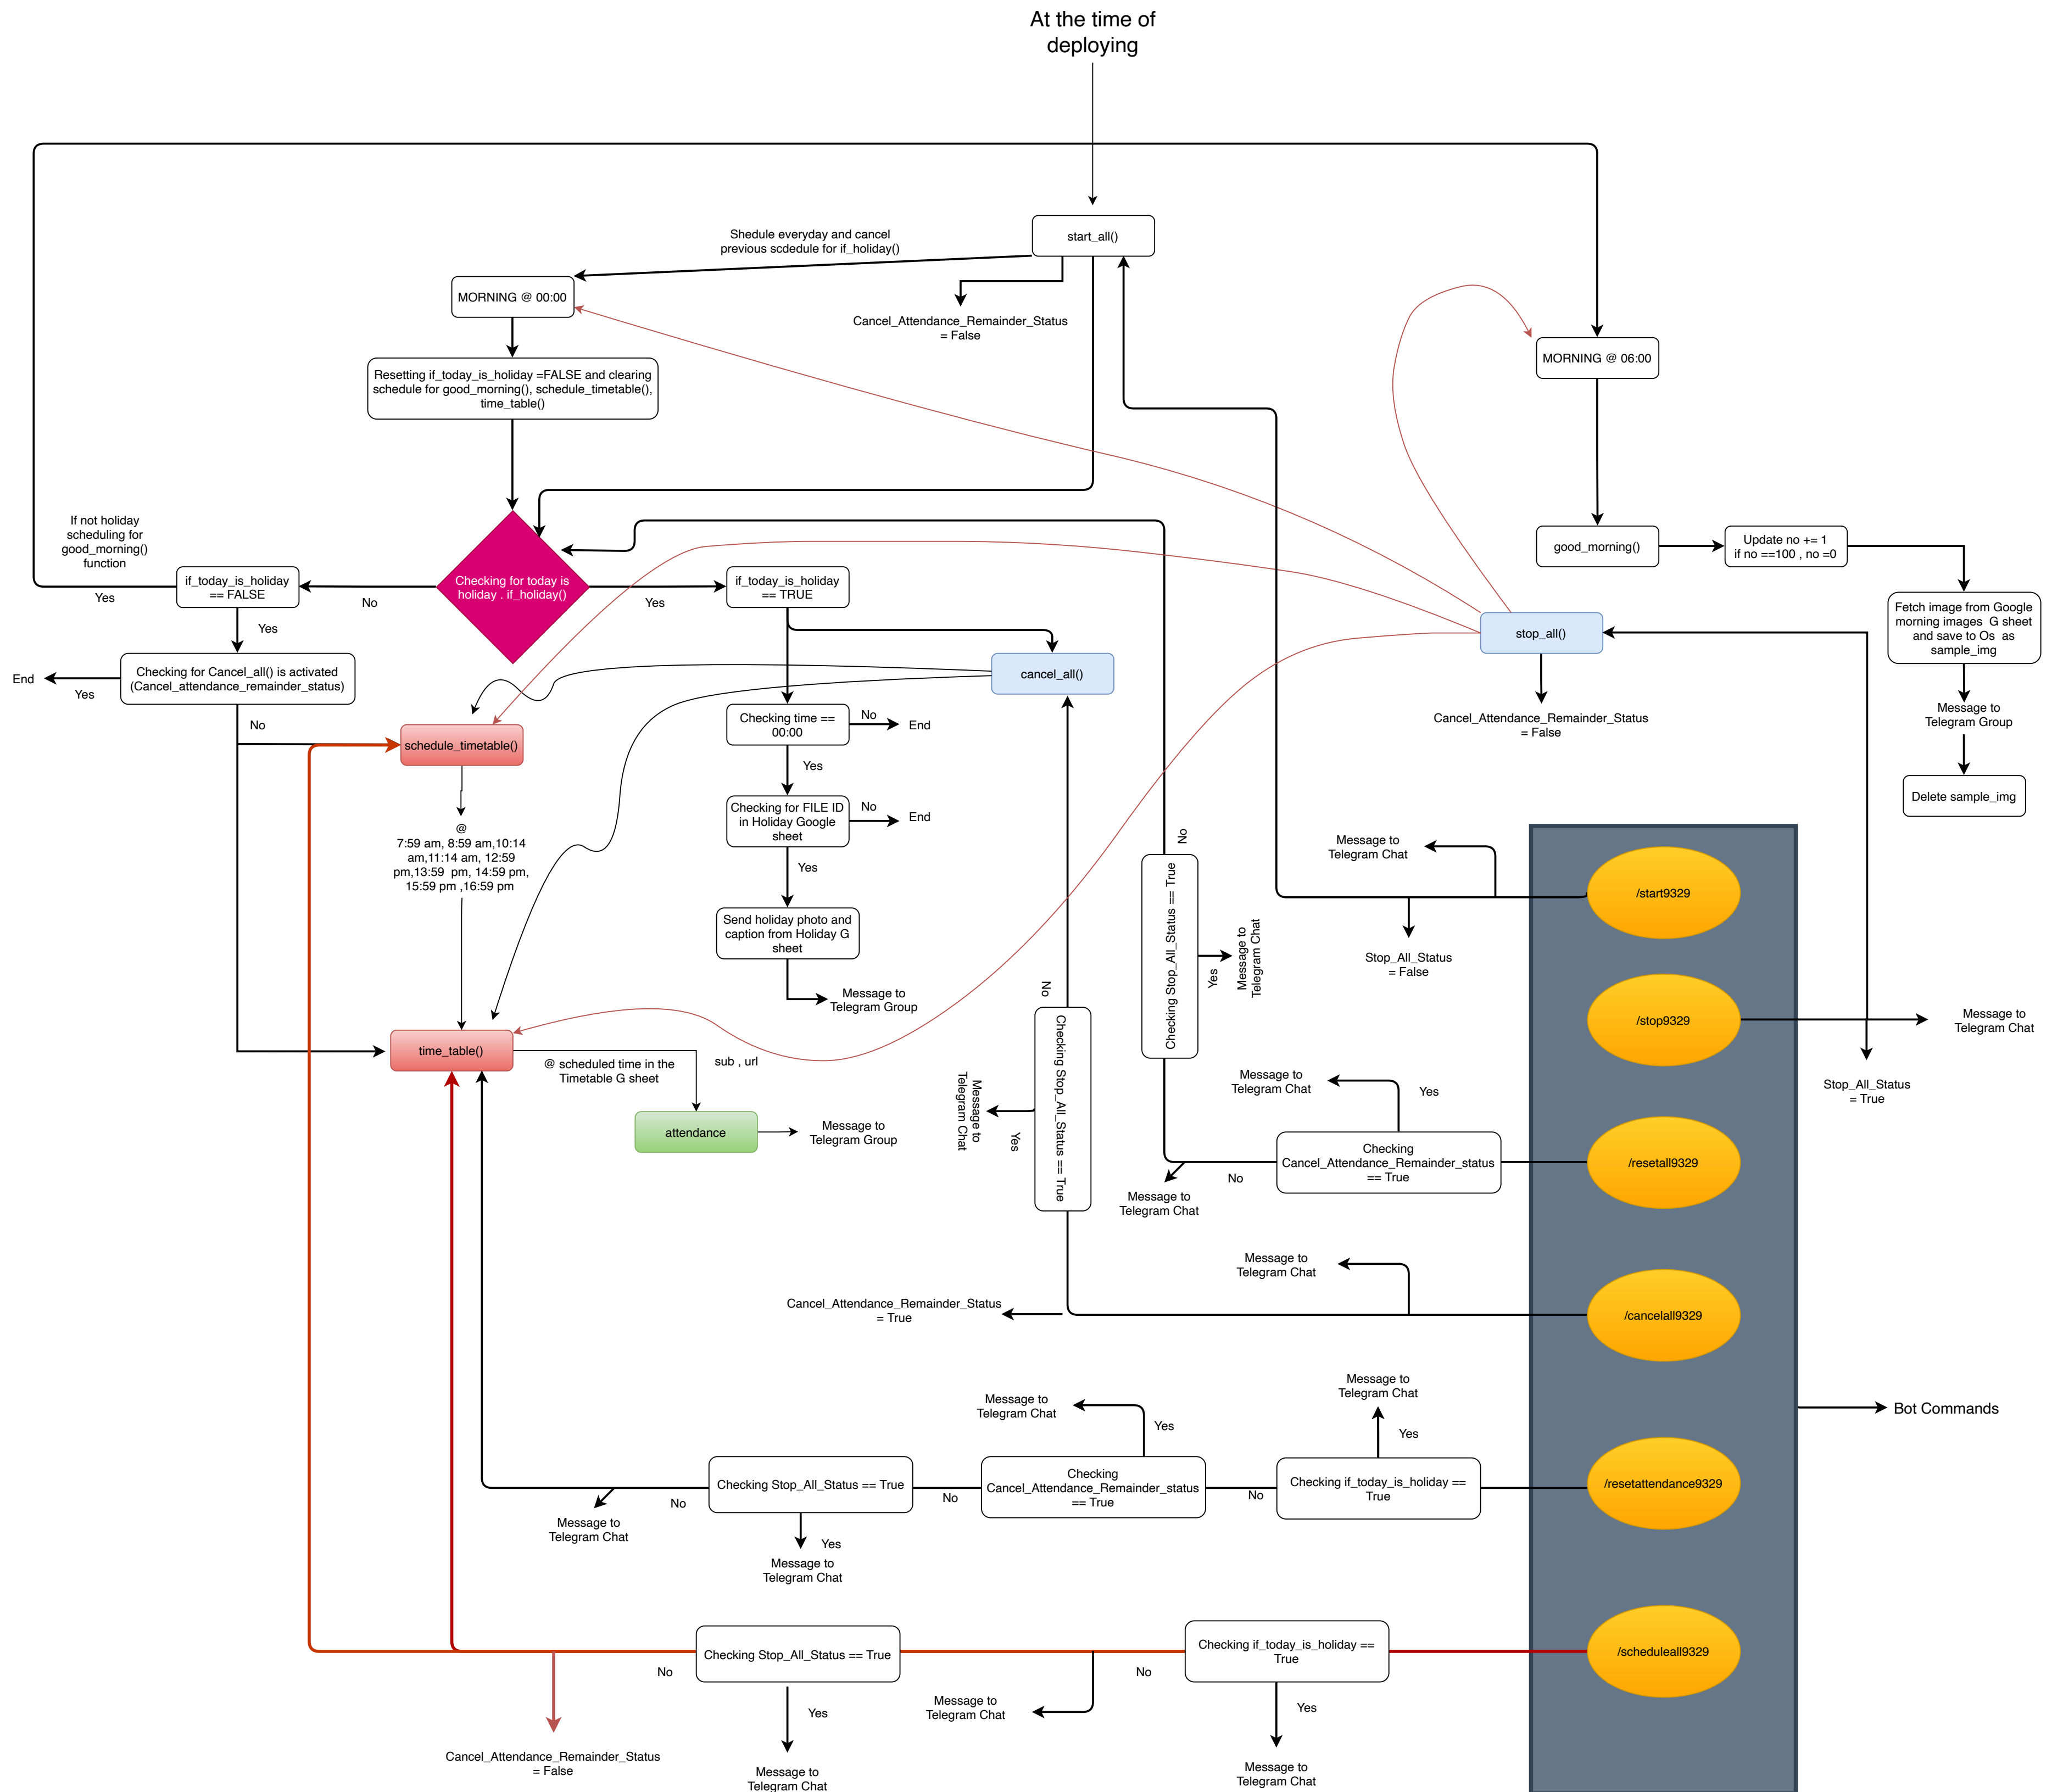 At the time of
deploying
start_all()
Shedule everyday and cancel
previous scdedule for if_holiday()
MORNING @ 00:00
Cancel_Attendance_Remainder_Status
= False
MORNING @ 06:00
Resetting if_today_is_holiday =FALSE and clearing
schedule for good_morning(), schedule_timetable(),
time_table()
If not holiday
scheduling for
good_morning()
function
good_morning()
Update no += 1
if no ==100 , no =0
Yes
if_today_is_holiday
== FALSE
No
Checking for today is
holiday . if_holiday()
Yes
if_today_is_holiday
== TRUE
Yes
Fetch image from Google
morning images  G sheet
and save to Os  as
sample_img
stop_all()
End
Yes
Checking for Cancel_all() is activated
(Cancel_attendance_remainder_status)
No
cancel_all()
Cancel_Attendance_Remainder_Status
= False
Message to
Telegram Group
Delete sample_img
schedule_timetable()
Checking time ==
00:00
No
End
Yes
Checking for FILE ID
in Holiday Google
sheet
No
End
Yes
@
7:59 am, 8:59 am,10:14
am,11:14 am, 12:59
pm,13:59  pm, 14:59 pm,
15:59 pm ,16:59 pm
Send holiday photo and
caption from Holiday G
sheet
Message to
Telegram Group
No
Checking Stop_All_Status == True
Yes
Message to
Telegram Chat
Message to
Telegram Chat
/start9329
Stop_All_Status
= False
/stop9329
Message to
Telegram Chat
Stop_All_Status
= True
time_table()
@ scheduled time in the
Timetable G sheet
sub , url
attendance
Message to
Telegram Group
No
Checking Stop_All_Status == True
Yes
Message to
Telegram Chat
Message to
Telegram Chat
Yes
Checking
Cancel_Attendance_Remainder_status
== True
No
Message to
Telegram Chat
/resetall9329
Message to
Telegram Chat
Cancel_Attendance_Remainder_Status
= True
/cancelall9329
Message to
Telegram Chat
Yes
Message to
Telegram Chat
Yes
Bot Commands
Checking Stop_All_Status == True
No
Checking
Cancel_Attendance_Remainder_status
== True
No
Checking if_today_is_holiday ==
True
/resetattendance9329
No
Message to
Telegram Chat
Yes
Message to
Telegram Chat
Checking Stop_All_Status == True
No
Checking if_today_is_holiday ==
True
/scheduleall9329
No
Message to
Telegram Chat
Yes
Yes
Cancel_Attendance_Remainder_Status
= False
Message to
Telegram Chat
Message to
Telegram Chat